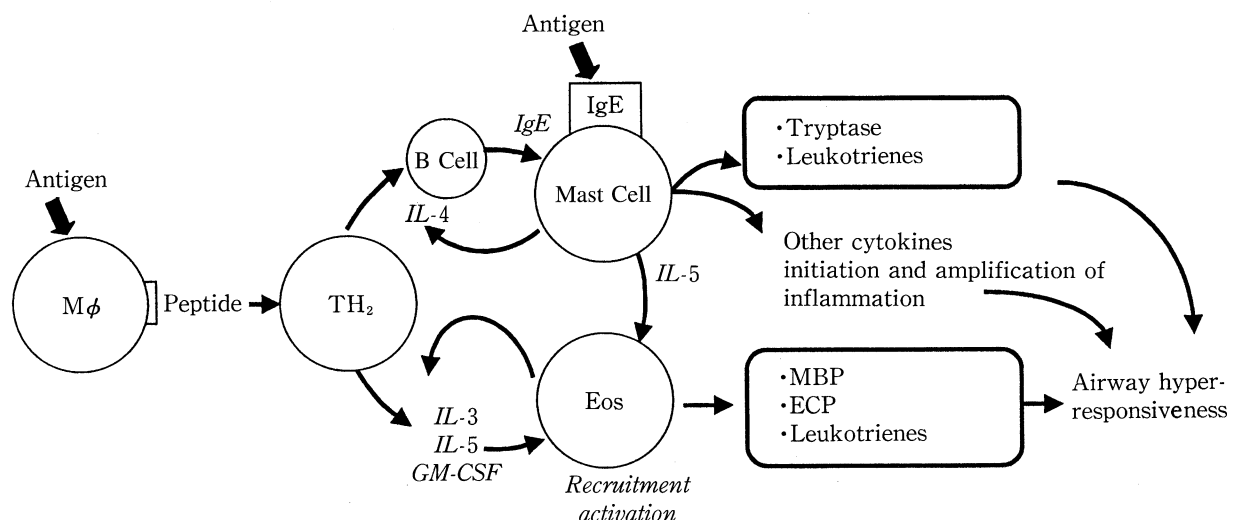 Antigen
IgE
IgE
B Cell
Mast Cell
·Tryptase
·Leukotrienes
Antigen
IL-4
Other cytokines
initiation and amplification of
inflammation
IL-5
Mϕ
Peptide
TH₂
Eos
·MBP
·ECP
·Leukotrienes
Airway hyper-
responsiveness
IL-3
IL-5
GM-CSF
Recruitment
activation